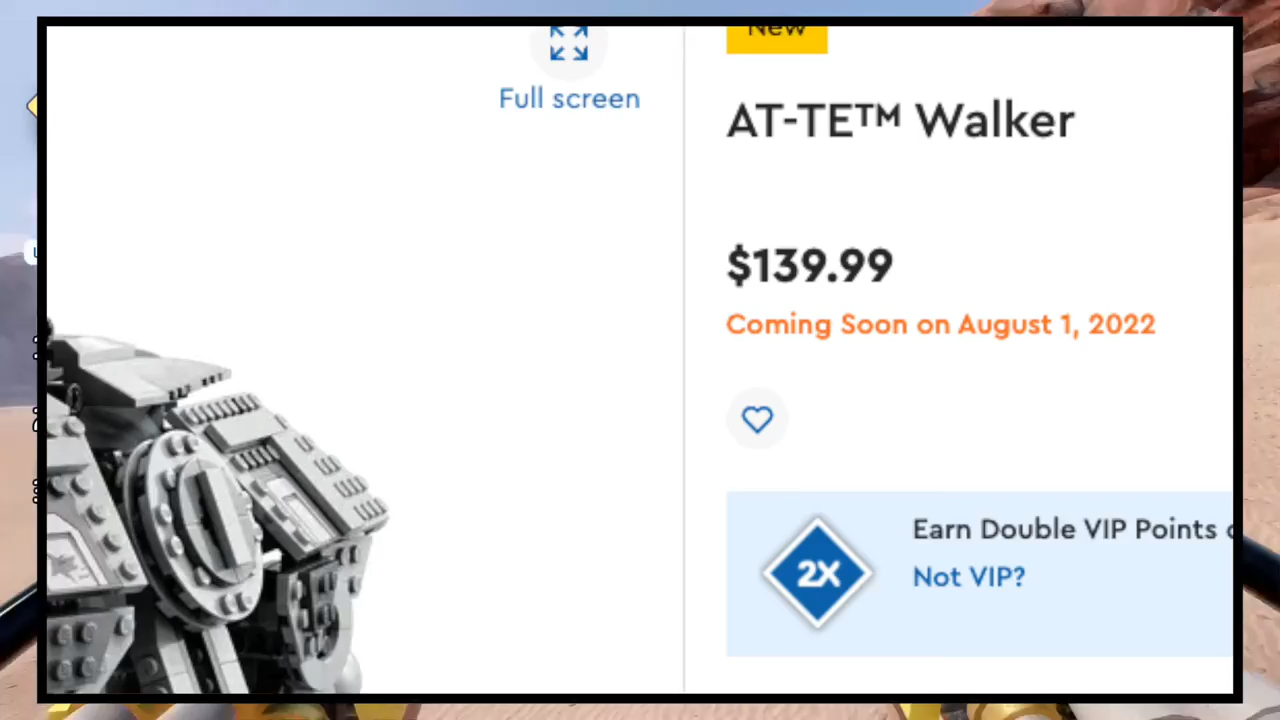 New
Full screen
AT-TE™ Walker
$139.99
Coming Soon on August 1, 2022
2X
Earn Double VIP Points
Not VIP?